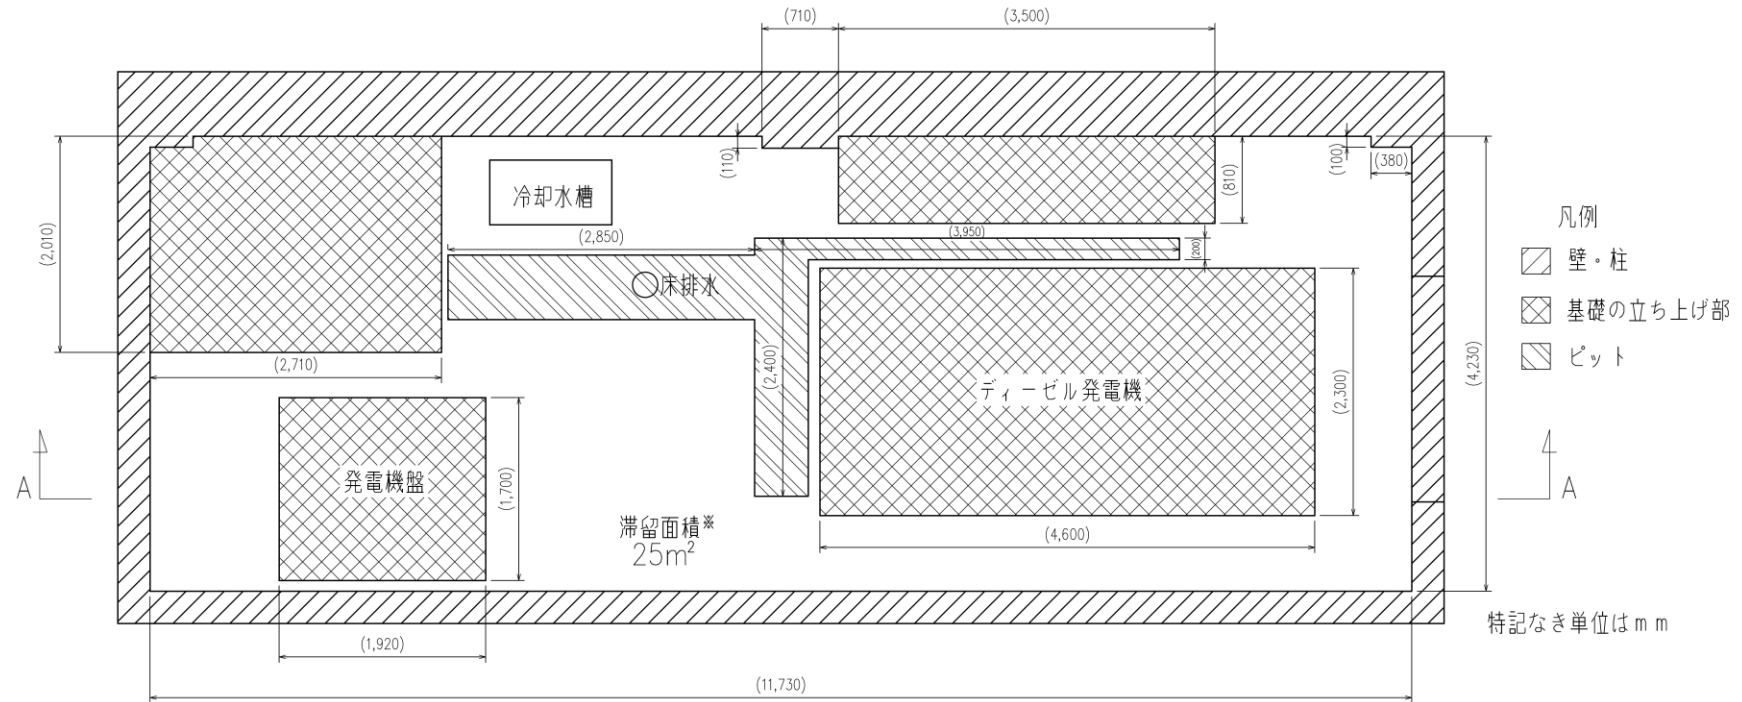 (710)
(3,500)
(110)
(810)
(100)
(380)
冷却水槽
(2,010)
(2,850)
(3,950)
(200)
床排水
凡例
壁・柱
基礎の立ち上げ部
ピット
(2,710)
(2,400)
ディーゼル発電機
(2,300)
(4,230)
A
A
発電機盤
(1,700)
滞留面積※
25m²
(4,600)
(1,920)
特記なき単位はmm
(11,730)